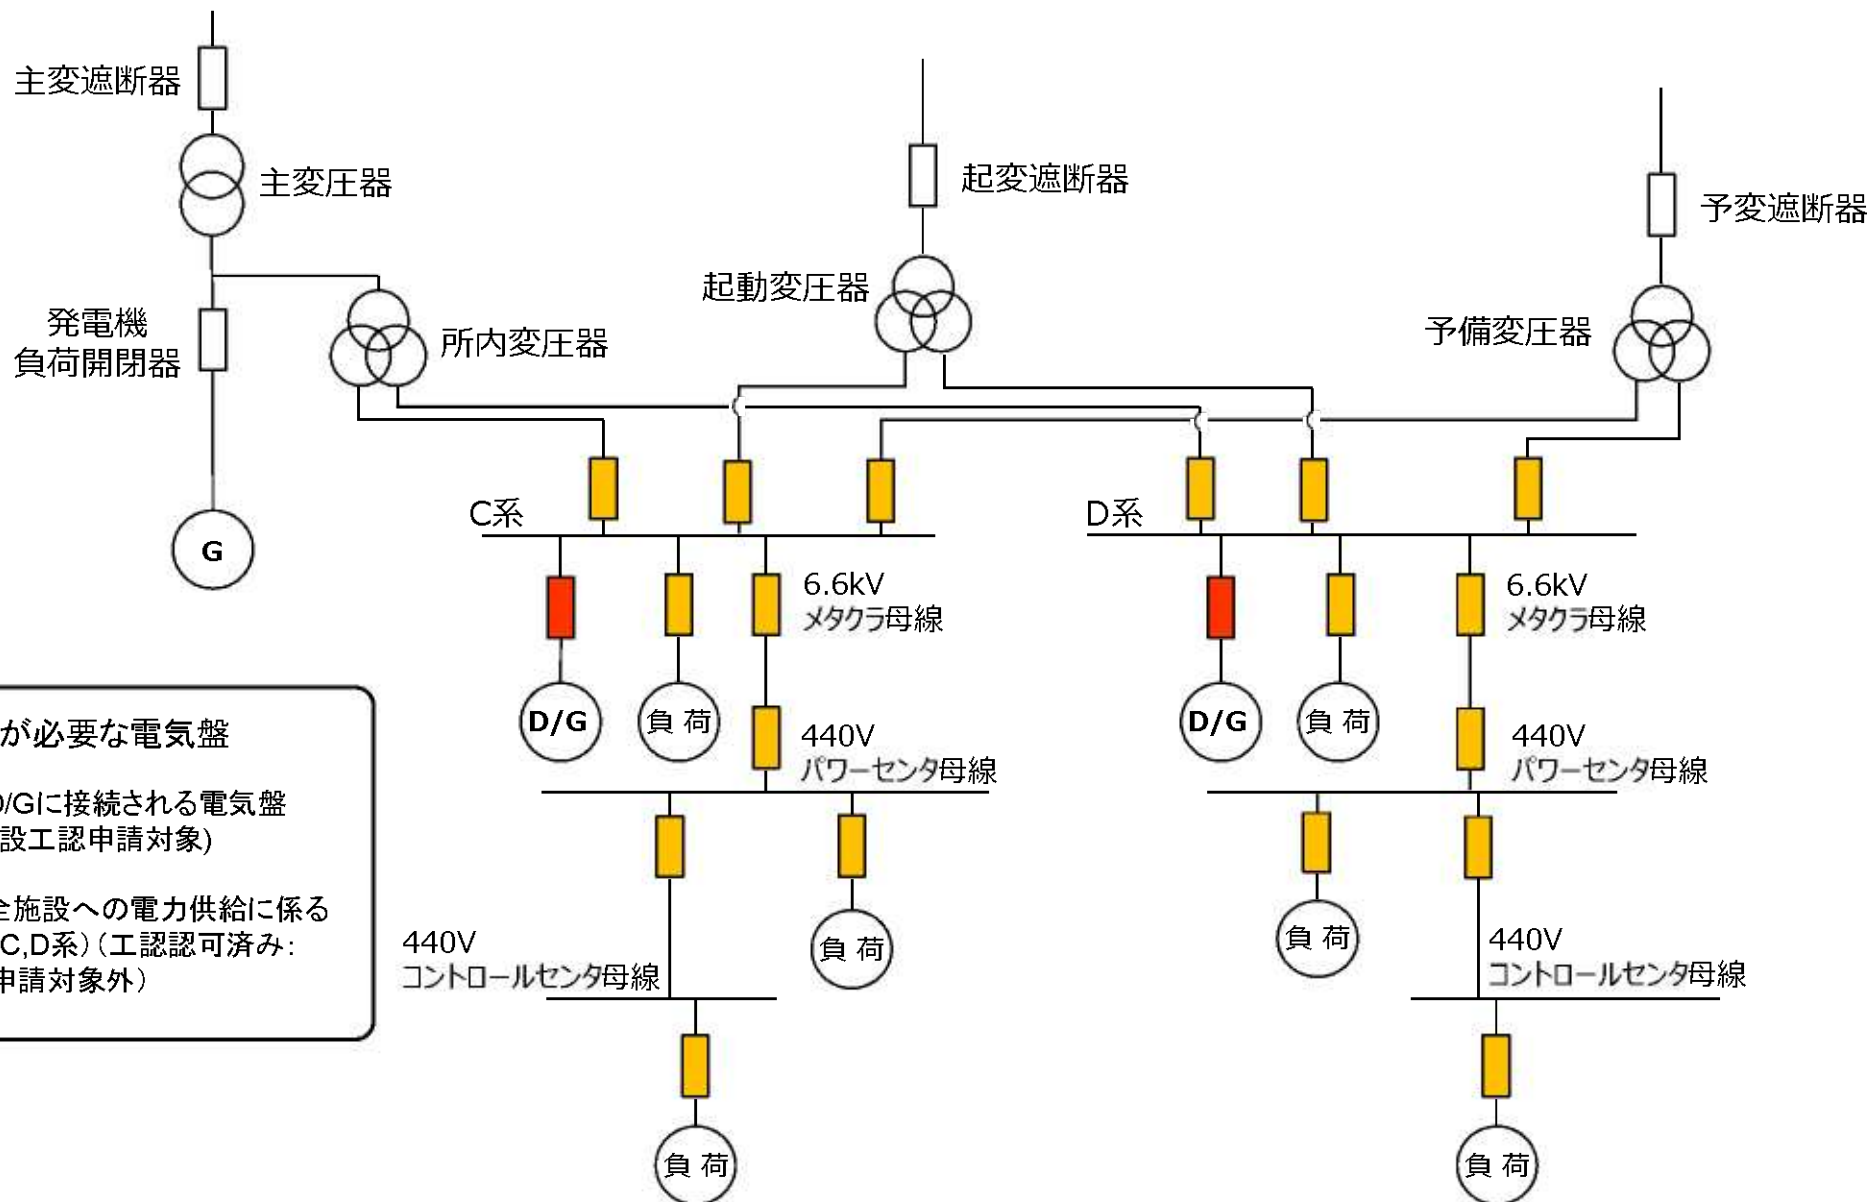 主変遮断器
主変圧器
起変遮断器
予変遮断器
起動変圧器
予備変圧器
発電機
負荷開閉器
所内変圧器
G
C系
D系
6.6kV
メタクラ母線
6.6kV
メタクラ母線
D/G
負 荷
D/G
負 荷
440V
パワーセンタ母線
440V
パワーセンタ母線
が必要な電気盤
D/Gに接続される電気盤
設工認申請対象)
全施設への電力供給に係る
C,D系)(工認認可済み:
申請対象外)
負 荷
負 荷
440V
コントロールセンタ母線
440V
コントロールセンタ母線
負 荷
負 荷